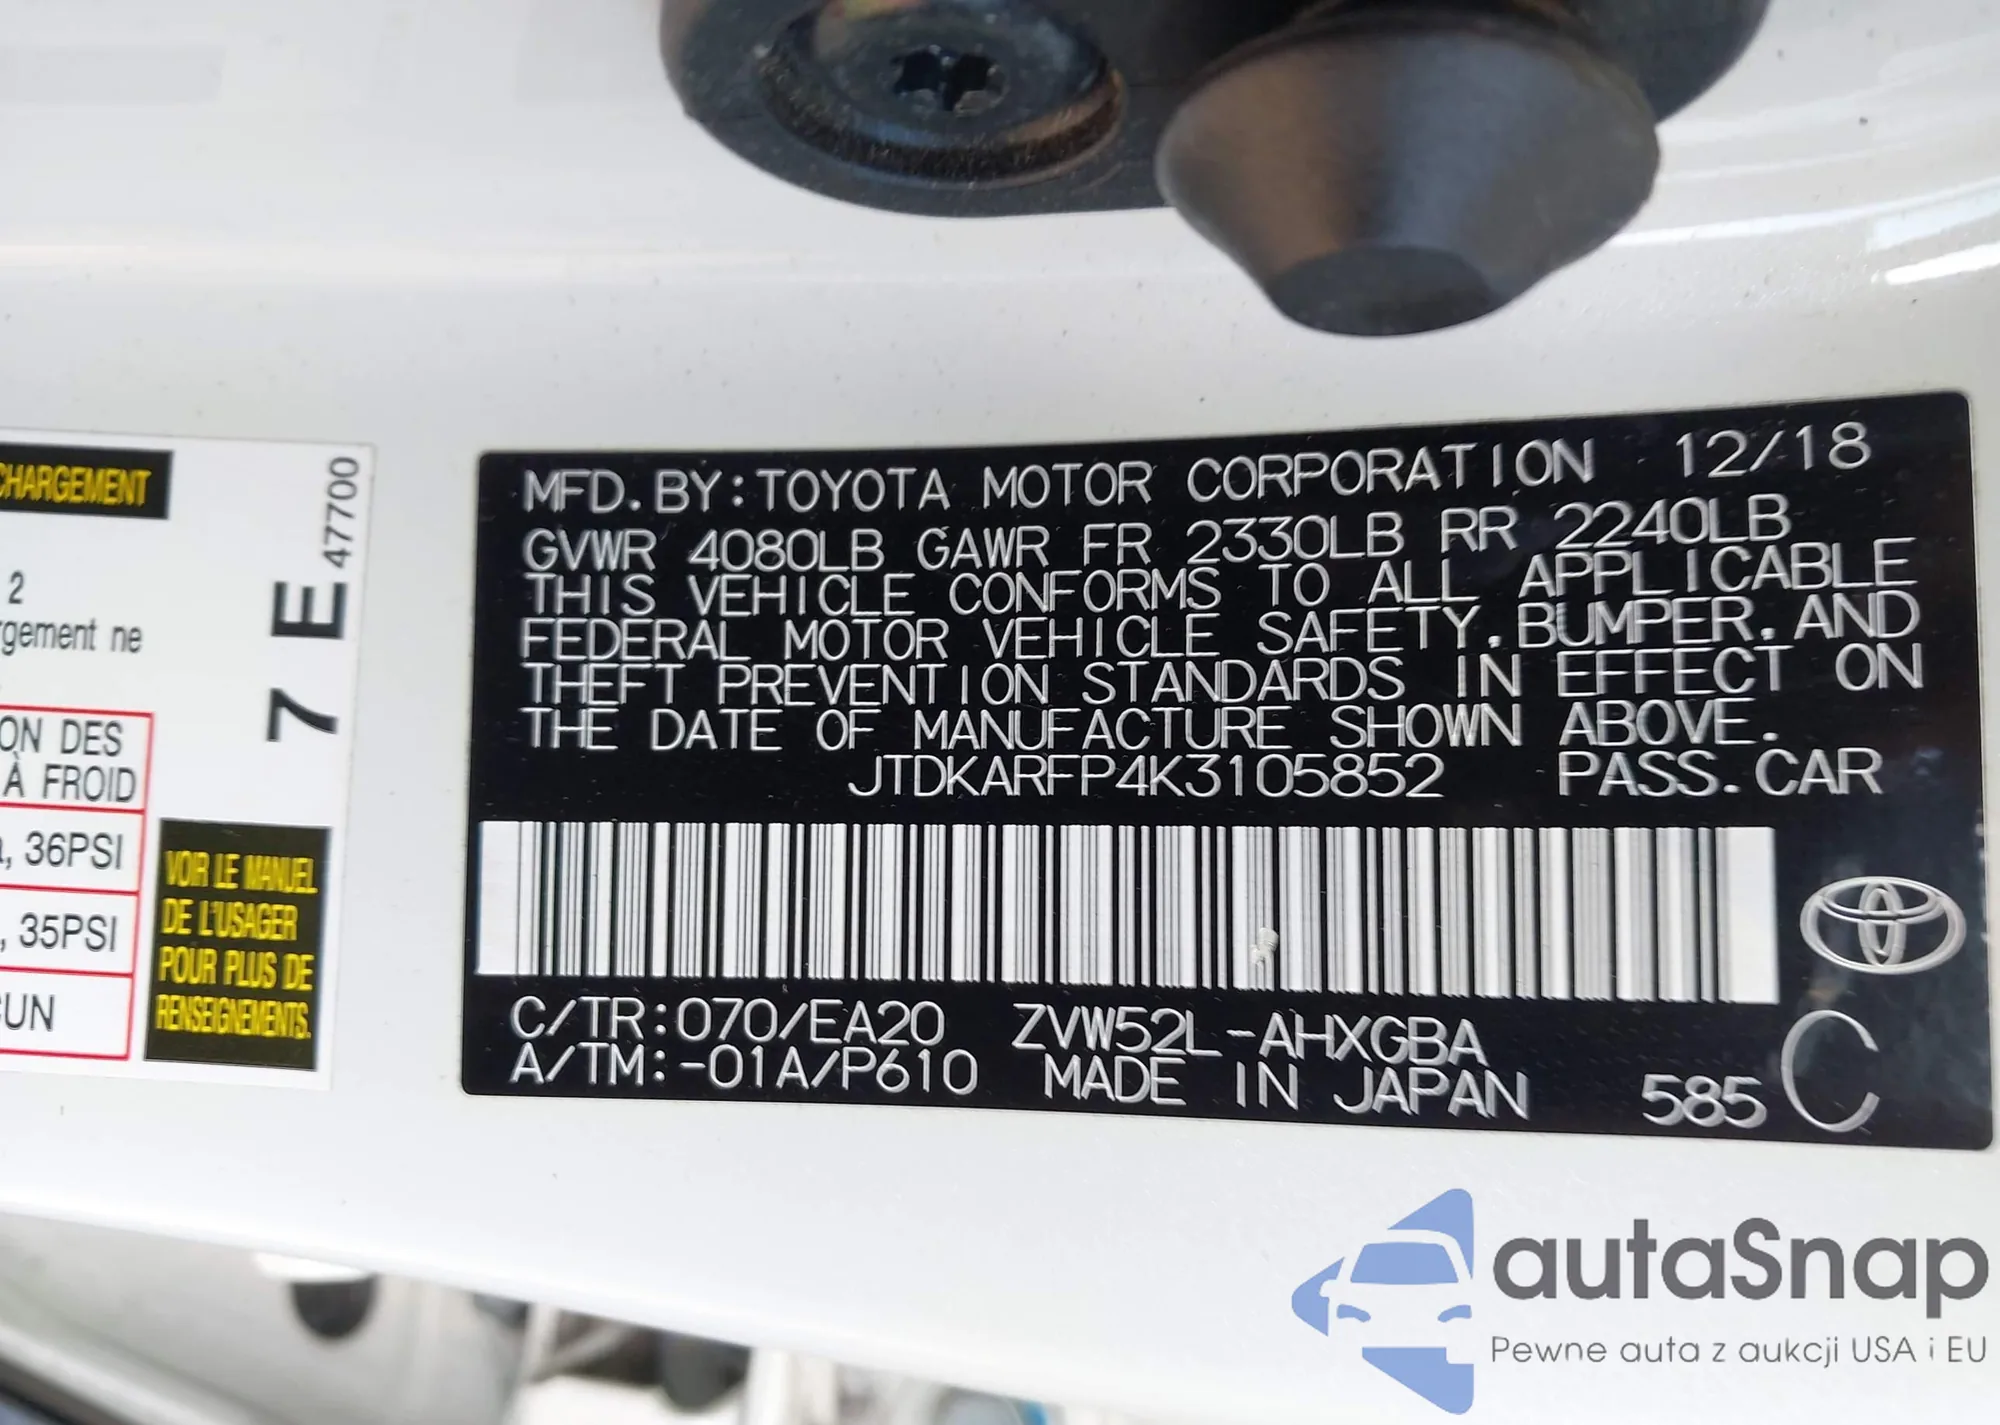 CHARGEMENT
2
rgement ne
ON DES
À FROID
, 36PSI
, 35PSI
CUN
7 E 47700
VOIR LE MANUEL
DE L'USAGER
POUR PLUS DE
RENSEIGNEMENTS.
MFD. BY: TOYOTA MOTOR CORPORATION 12/18
GVWR 4080LB GAWR FR 2330LB RR 2240LB
THIS VEHICLE CONFORMS TO ALL APPLICABLE
FEDERAL MOTOR VEHICLE SAFETY, BUMPER, AND
THEFT PREVENTION STANDARDS IN EFFECT ON
THE DATE OF MANUFACTURE SHOWN ABOVE.
JTDKARFP4K3105852 PASS. CAR
C/TR:070/EA20 ZVW52L-AHXGBA
A/TM:-01A/P610 MADE IN JAPAN 585 C
autaSnap
Pewne auta z aukcji USA i EU